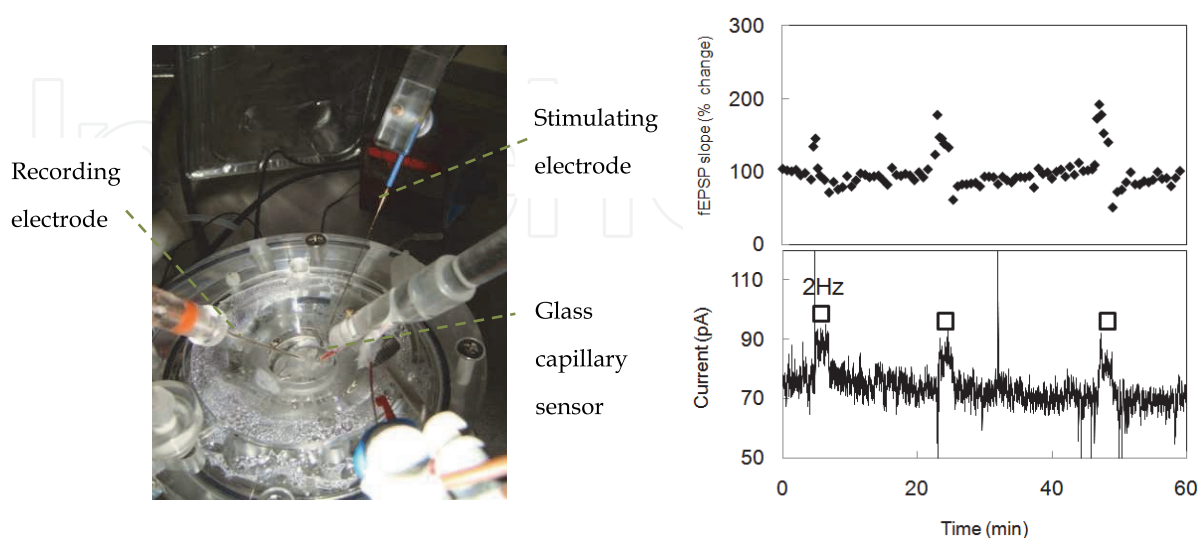 Recording
electrode
Stimulating
electrode
Glass
capillary
sensor
300
200
100
0
fEPSP slope (% change)
110
90
70
50
Current (pA)
2Hz
0
20
40
60
Time (min)